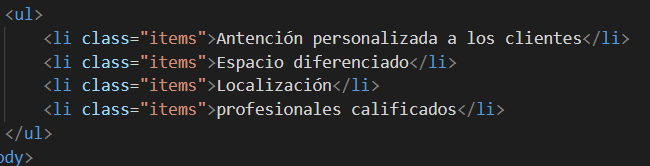 <ul>
<li class="items">Antención personalizada a los clientes</li>
<li class="items">Espacio diferenciado</li>
<li class="items">Localización</li>
<li class="items">profesionales calificados</li>
</ul>
ody>